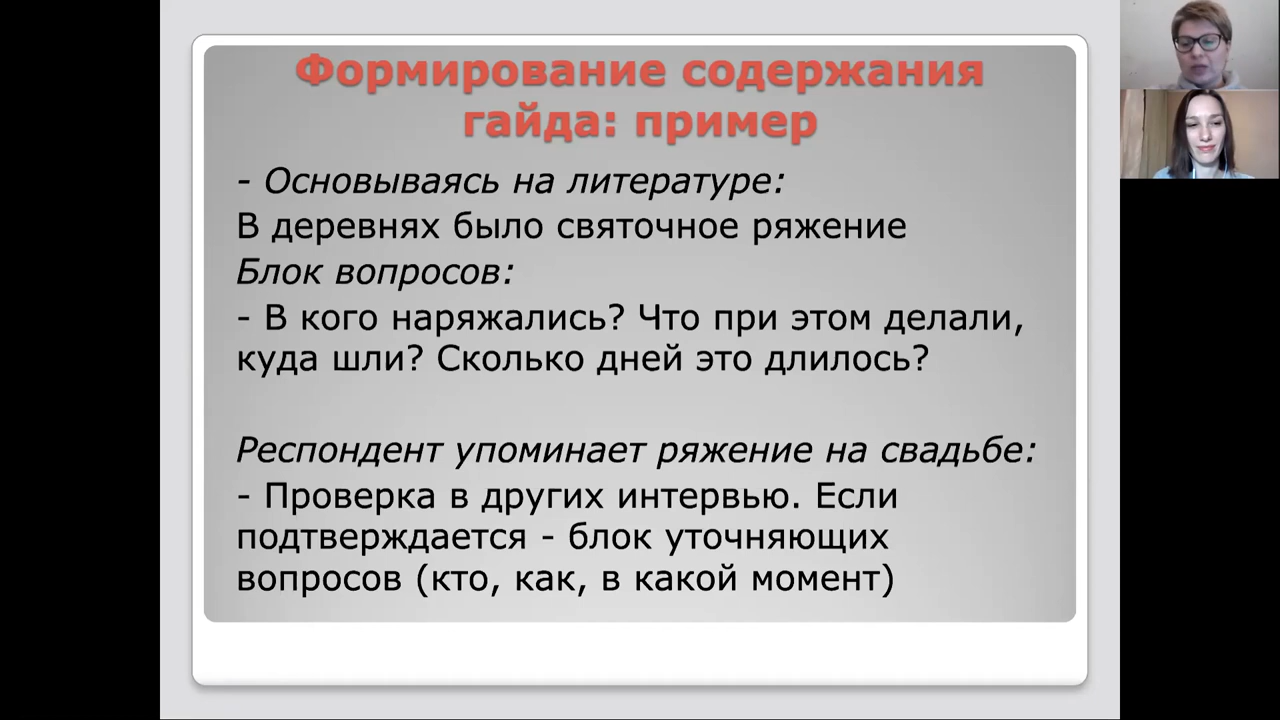 Формирование содержания
гайда: пример
- Основываясь на литературе:
В деревнях было святочное ряжение
Блок вопросов:
- В кого наряжались? Что при этом делали,
куда шли? Сколько дней это длилось?
Респондент упоминает ряжение на свадьбе:
- Проверка в других интервью. Если
подтверждается - блок уточняющих
вопросов (кто, как, в какой момент)